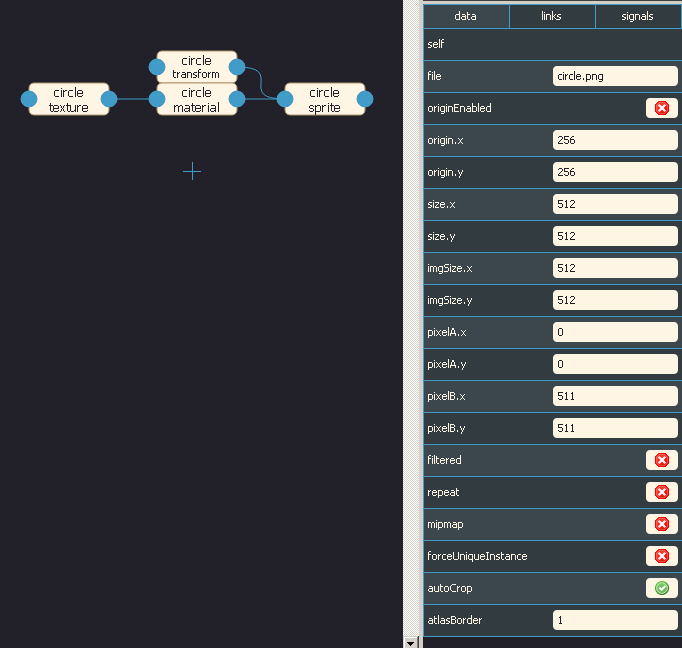 circle
transform
circle
texture
circle
material
circle
sprite
data
links
signals
self
file
circle.png
originEnabled
origin.x
256
origin.y
256
size.x
512
size.y
512
imgSize.x
512
imgSize.y
512
pixelA.x
0
pixelA.y
0
pixelB.x
511
pixelB.y
511
filtered
repeat
mipmap
forceUniqueInstance
autoCrop
atlasBorder
1